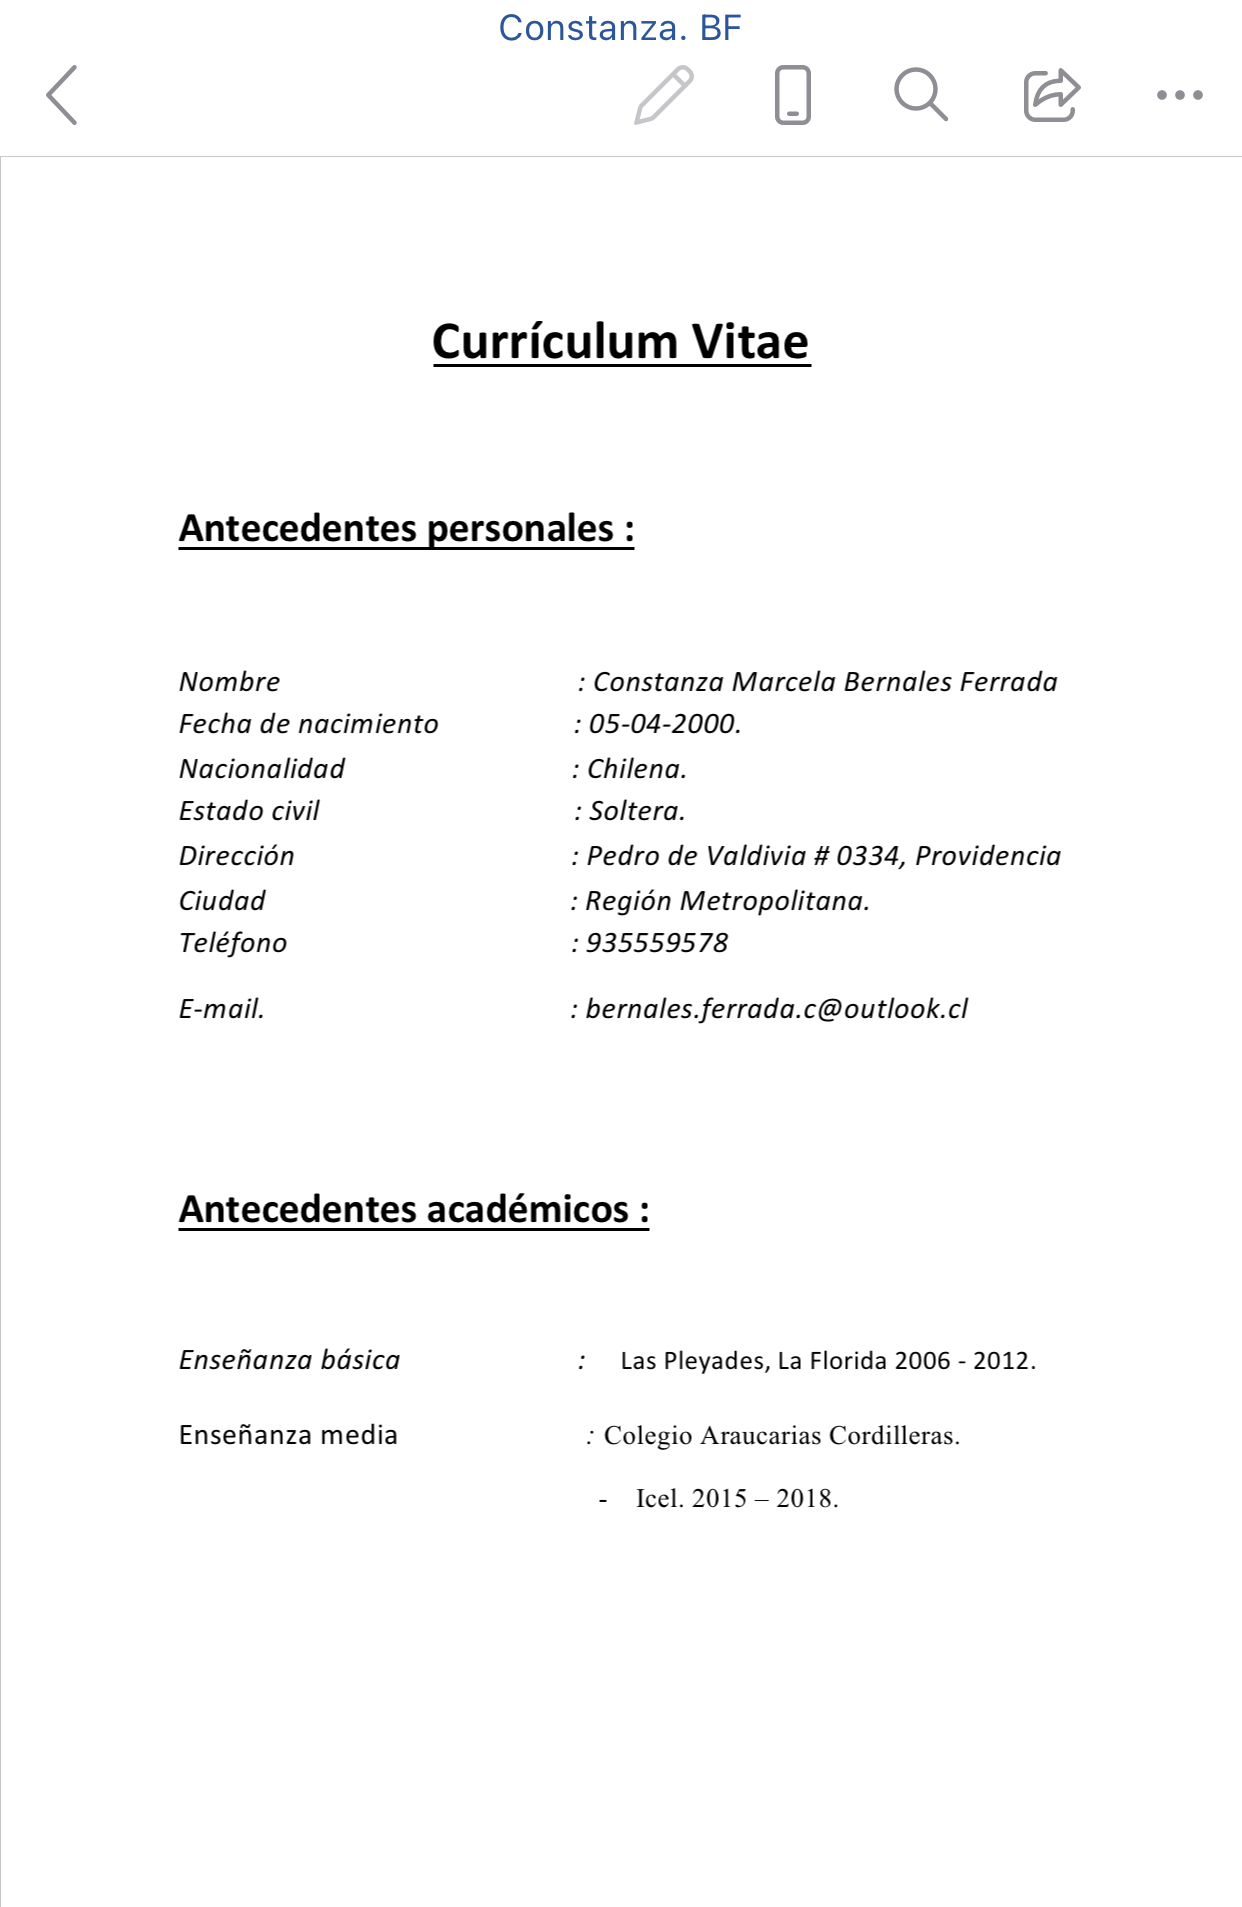 Constanza. BF
Currículum Vitae
Antecedentes personales :
Nombre : Constanza Marcela Bernales Ferrada
Fecha de nacimiento : 05-04-2000.
Nacionalidad : Chilena.
Estado civil : Soltera.
Dirección : Pedro de Valdivia # 0334, Providencia
Ciudad : Región Metropolitana.
Teléfono : 935559578
E-mail. : bernales.ferrada.c@outlook.cl
Antecedentes académicos :
Enseñanza básica : Las Pleyades, La Florida 2006 - 2012.
Enseñanza media : Colegio Araucarias Cordilleras.
- Icel. 2015 – 2018.